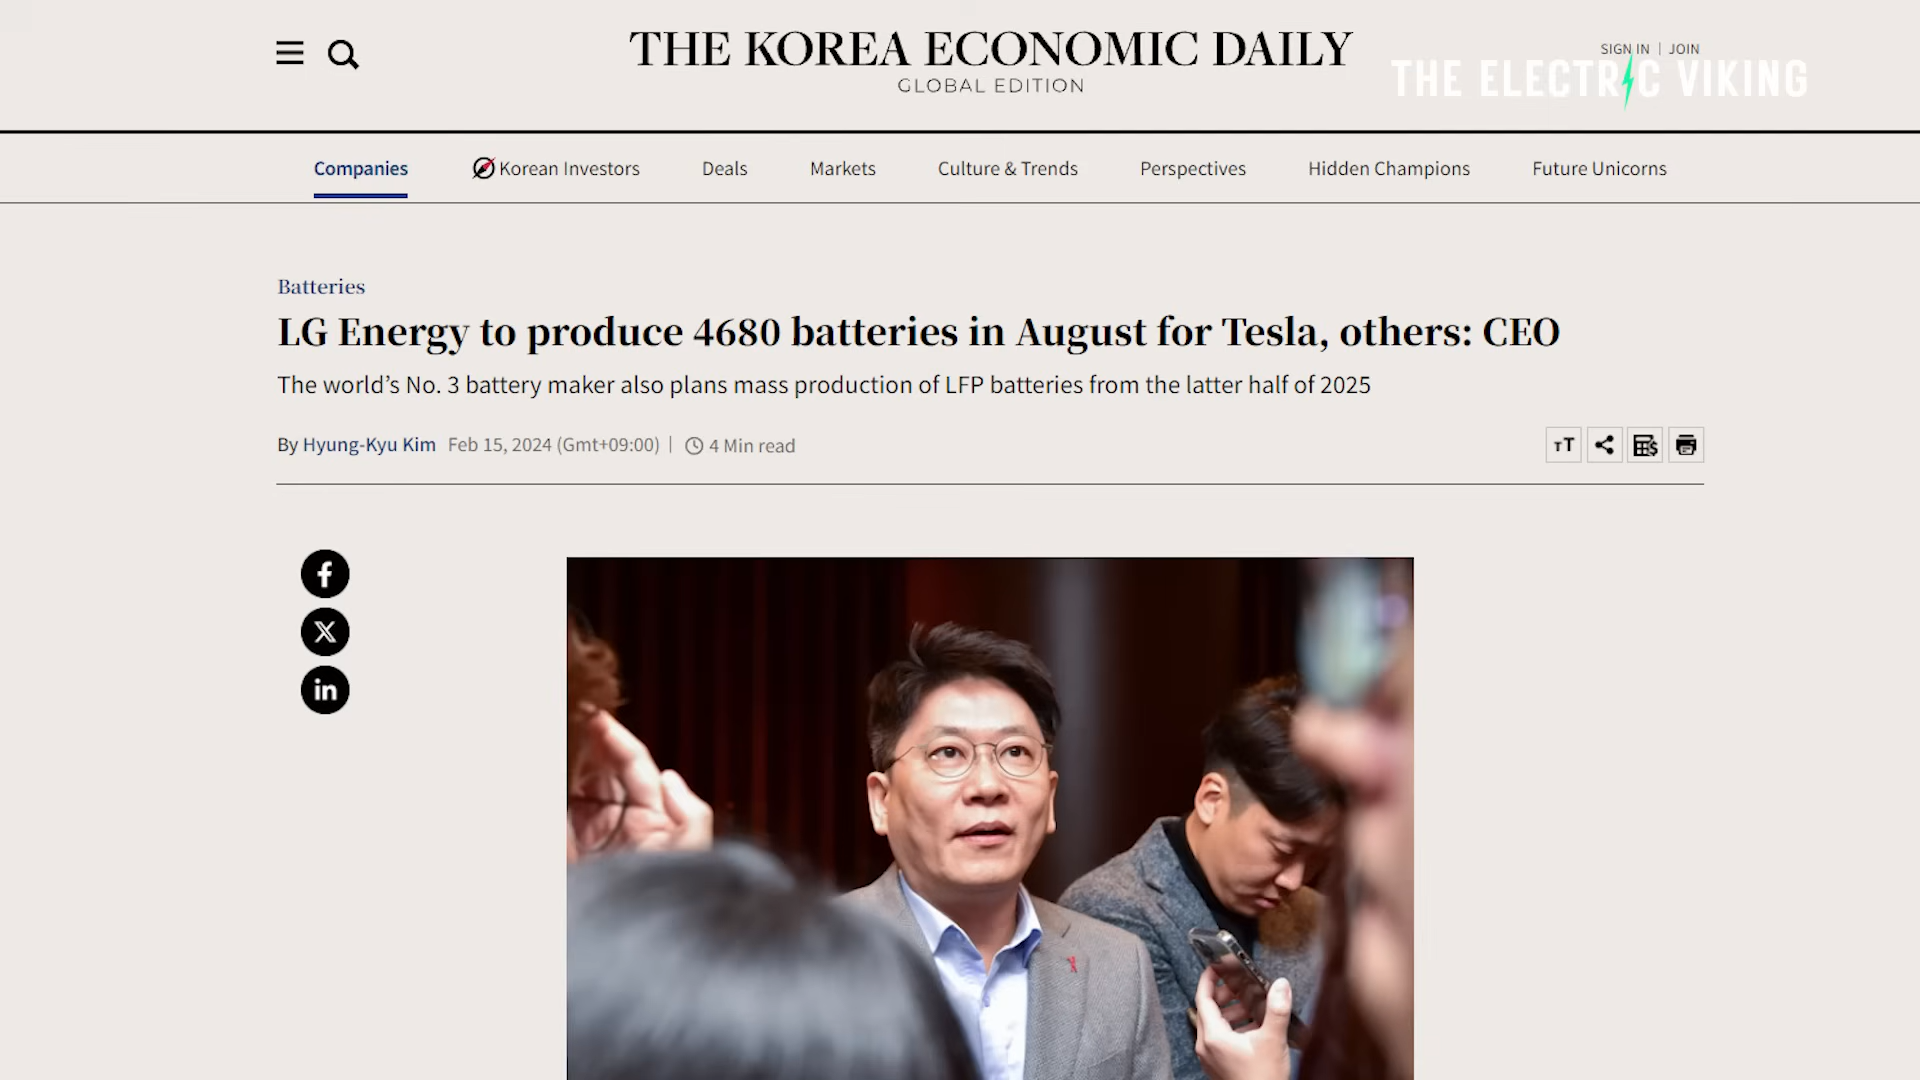 THE KOREA ECONOMIC DAILY
GLOBAL EDITION
SIGN IN | JOIN
THE ELECTRIC VIKING
Companies
Korean Investors
Deals
Markets
Culture & Trends
Perspectives
Hidden Champions
Future Unicorns
Batteries
LG Energy to produce 4680 batteries in August for Tesla, others: CEO
The world’s No. 3 battery maker also plans mass production of LFP batteries from the latter half of 2025
By Hyung-Kyu Kim Feb 15, 2024 (Gmt+09:00) | 4 Min read
TT